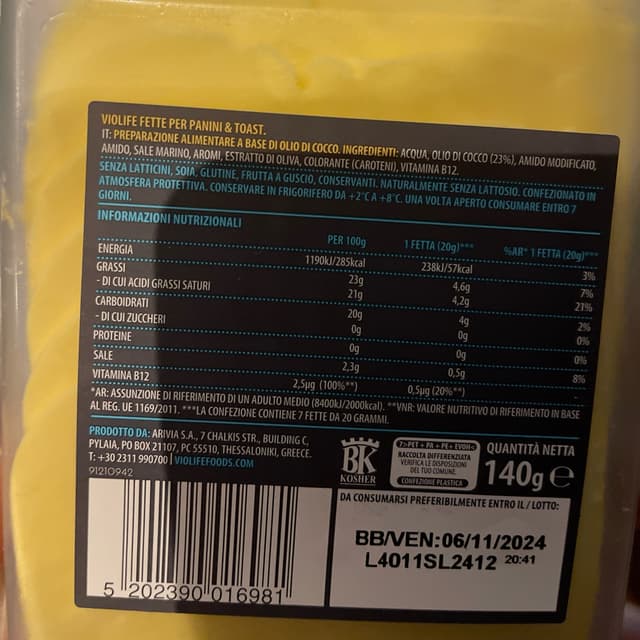 VIOLIFE FETTE PER PANINI & TOAST.
IT: PREPARAZIONE ALIMENTARE A BASE DI OLIO DI COCCO. INGREDIENTI: ACQUA, OLIO DI COCCO (23%), AMIDO MODIFICATO,
AMIDO, SALE MARINO, AROMI, ESTRATTO DI OLIVA, COLORANTE (CAROTENI), VITAMINA B12.
SENZA LATTICINI, SOIA, GLUTINE, FRUTTA A GUSCIO, CONSERVANTI. NATURALMENTE SENZA LATTOSIO. CONFEZIONATO IN
ATMOSFERA PROTETTIVA. CONSERVARE IN FRIGORIFERO DA +2°C A +8°C. UNA VOLTA APERTO CONSUMARE ENTRO 7
GIORNI.
INFORMAZIONI NUTRIZIONALI
PER 100g 1 FETTA (20g)*** %AR* 1 FETTA (20g)***
ENERGIA 1190kJ/285kcal 238kJ/57kcal 3%
GRASSI 23g 4,6g 7%
- DI CUI ACIDI GRASSI SATURI 21g 4,2g 21%
CARBOIDRATI 20g 4g 2%
- DI CUI ZUCCHERI 0g 0g 0%
PROTEINE 0g 0g 0%
SALE 2,3g 0,5g 8%
VITAMINA B12 2,5µg (100%**) 0,5µg (20%**) -
*AR: ASSUNZIONE DI RIFERIMENTO DI UN ADULTO MEDIO (8400kJ/2000kcal). **VNR: VALORE NUTRITIVO DI RIFERIMENTO IN BASE
AL REG. UE 1169/2011. ***LA CONFEZIONE CONTIENE 7 FETTE DA 20 GRAMMI.
PRODOTTO DA: ARIVIA S.A., 7 CHALKIS STR., BUILDING C,
PYLAIA, PO BOX 21107, PC 55510, THESSALONIKI, GREECE.
T: +30 2311 990700 | VIOLIFEFOODS.COM
91210942
BK
KOSHER
7>PET + PA + PE+ EVOH<
RACCOLTA DIFFERENZIATA
VERIFICA LE DISPOSIZIONI
DEL TUO COMUNE.
CONFEZIONE PLASTICA
QUANTITÀ NETTA
140g e
DA CONSUMARSI PREFERIBILMENTE ENTRO IL / LOTTO:
BB/VEN:06/11/2024
L4011SL2412 20:41
5 202390 016981